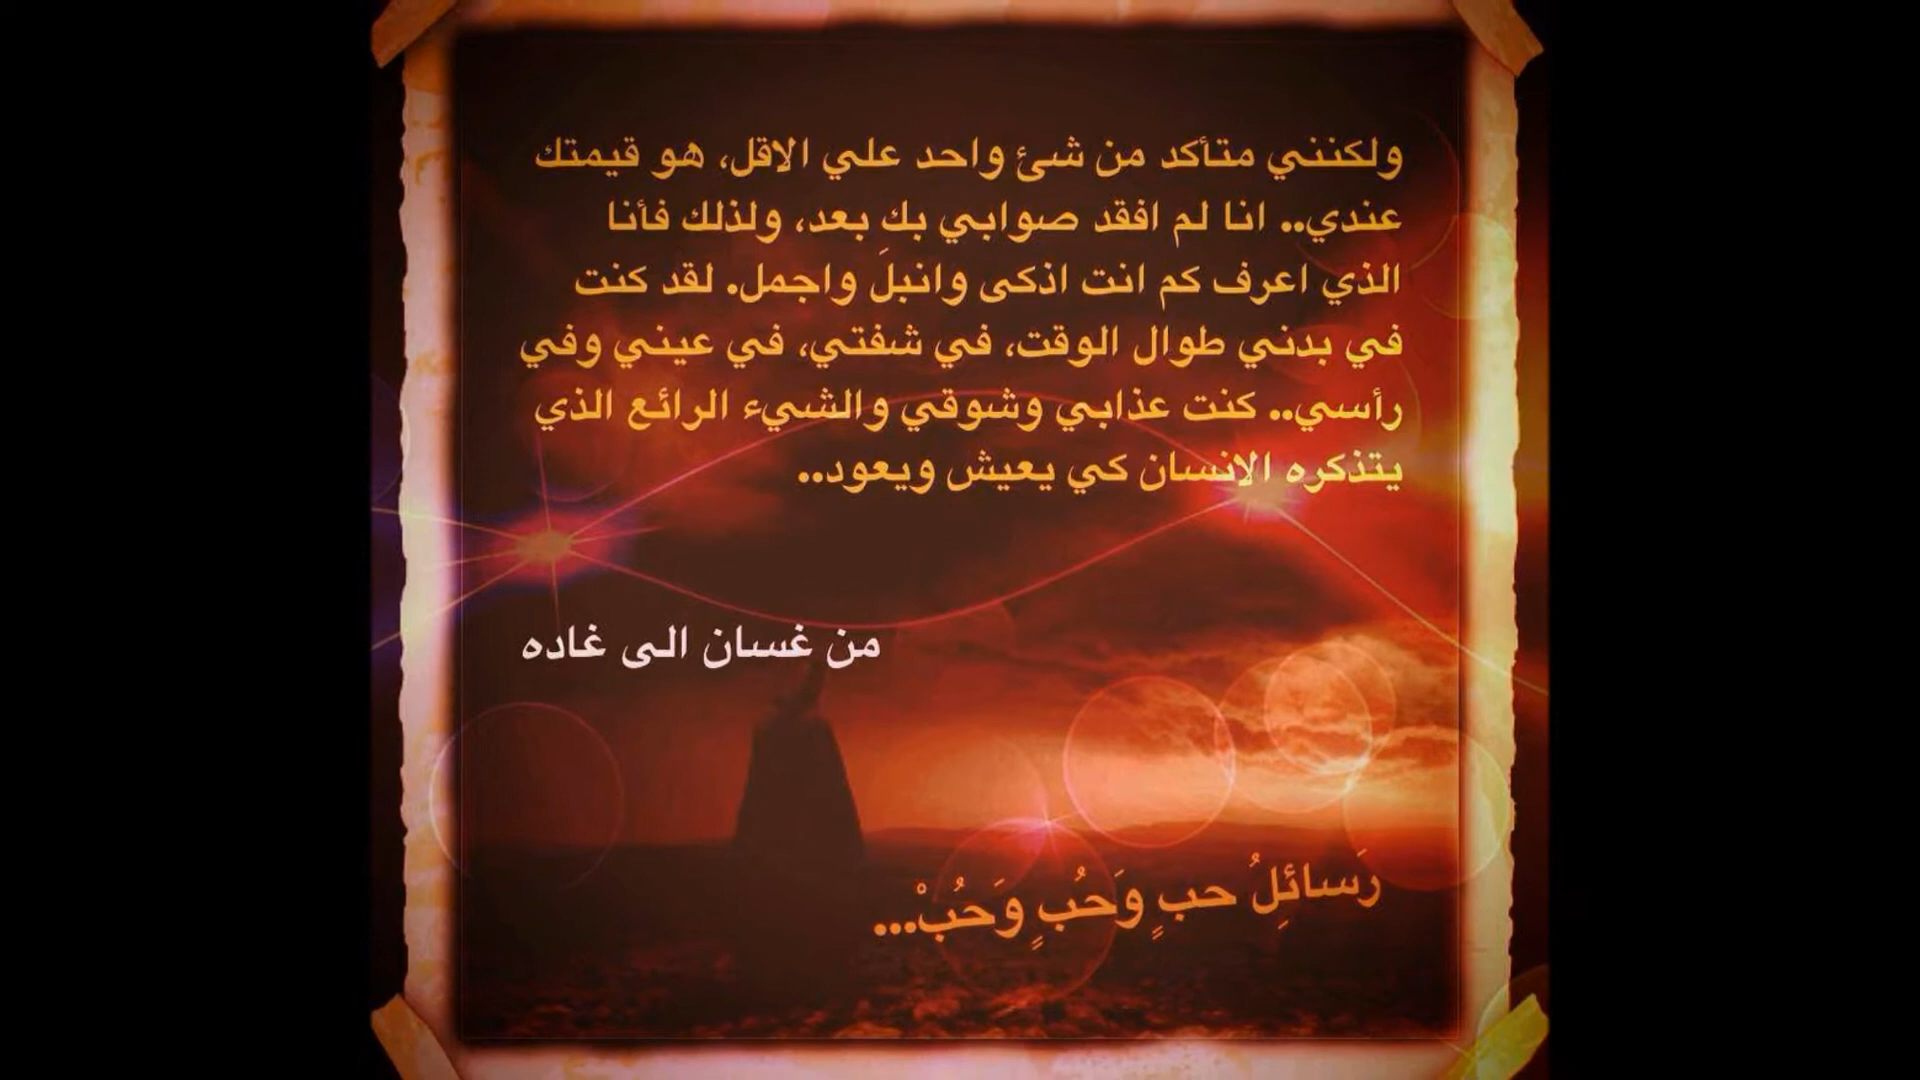 ولكنني متأكد من شئ واحد علي الاقل، هو قيمتك
عندي.. انا لم افقد صوابي بكِ بعد، ولذلك فأنا
الذي اعرف كم انت اذكى وانبلَ واجمل. لقد كنت
في بدني طوال الوقت، في شفتي، في عيني وفي
رأسي.. كنت عذابي وشوقي والشيء الرائع الذي
يتذكره الانسان كي يعيش ويعود..
من غسان الى غاده
رَسائِلُ حبٍ وَحُبٍ وَحُبْ...